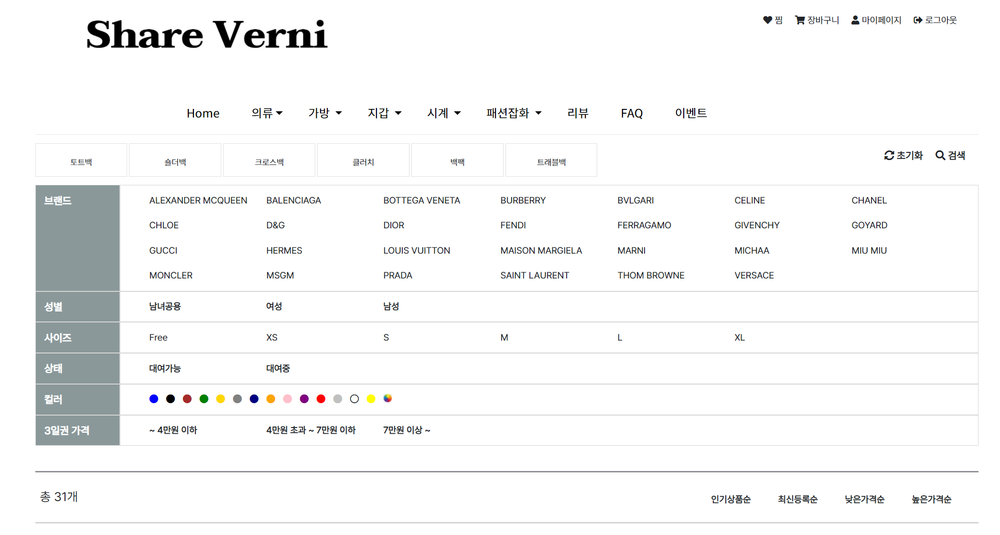 Share Verni
찜 장바구니 마이페이지 로그아웃
Home 의류 가방 지갑 시계 패션잡화 리뷰 FAQ 이벤트
토트백 숄더백 크로스백 클러치 백팩 트래블백 초기화 검색
브랜드 ALEXANDER MCQUEEN BALENCIAGA BOTTEGA VENETA BURBERRY BVLGARI CELINE CHANEL
CHLOE D&G DIOR FENDI FERRAGAMO GIVENCHY GOYARD
GUCCI HERMES LOUIS VUITTON MAISON MARGIELA MARNI MICHAA MIU MIU
MONCLER MSGM PRADA SAINT LAURENT THOM BROWNE VERSACE
성별 남녀공용 여성 남성
사이즈 Free XS S M L XL
상태 대여가능 대여중
컬러
3일권 가격 ~ 4만원 이하 4만원 초과 ~ 7만원 이하 7만원 이상 ~
총 31개 인기상품순 최신등록순 낮은가격순 높은가격순